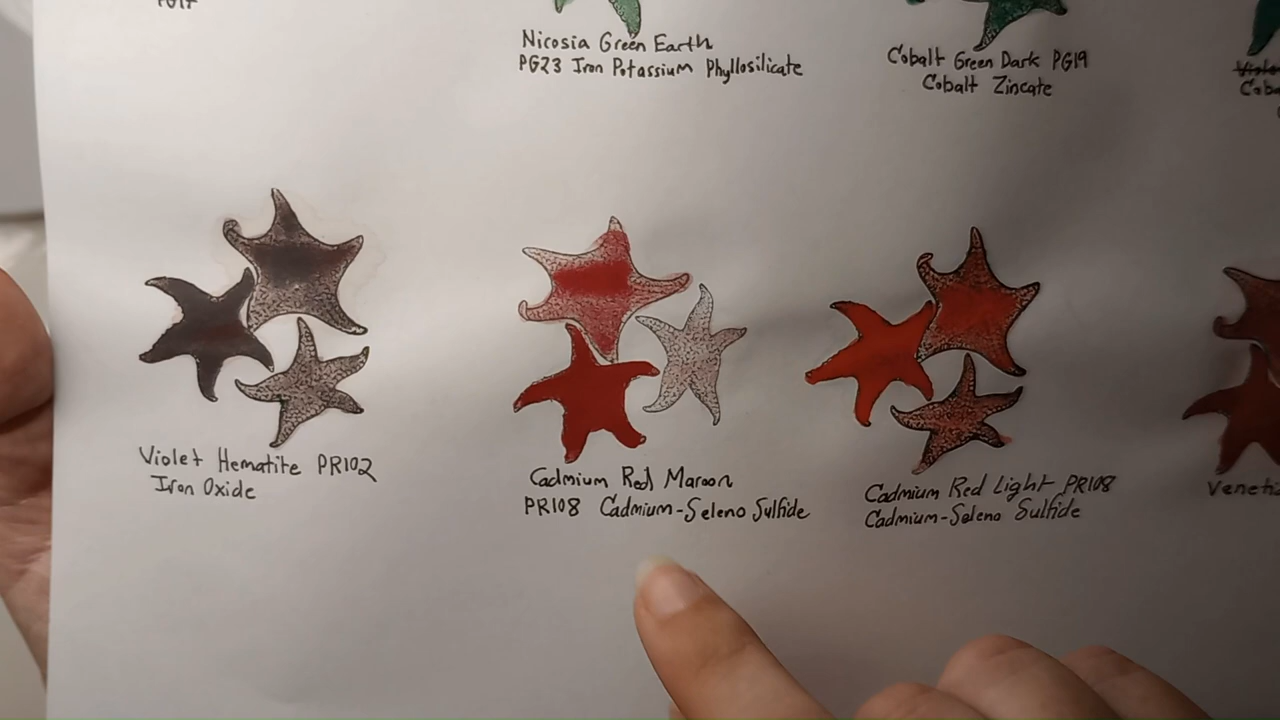 PG17
Nicosia Green Earth
PG23 Iron Potassium Phyllosilicate
Cobalt Green Dark PG19
Cobalt Zincate
Violet Hematite PR102
Iron Oxide
Cadmium Red Maroon
PR108 Cadmium-Seleno Sulfide
Cadmium Red Light PR108
Cadmium-Seleno Sulfide